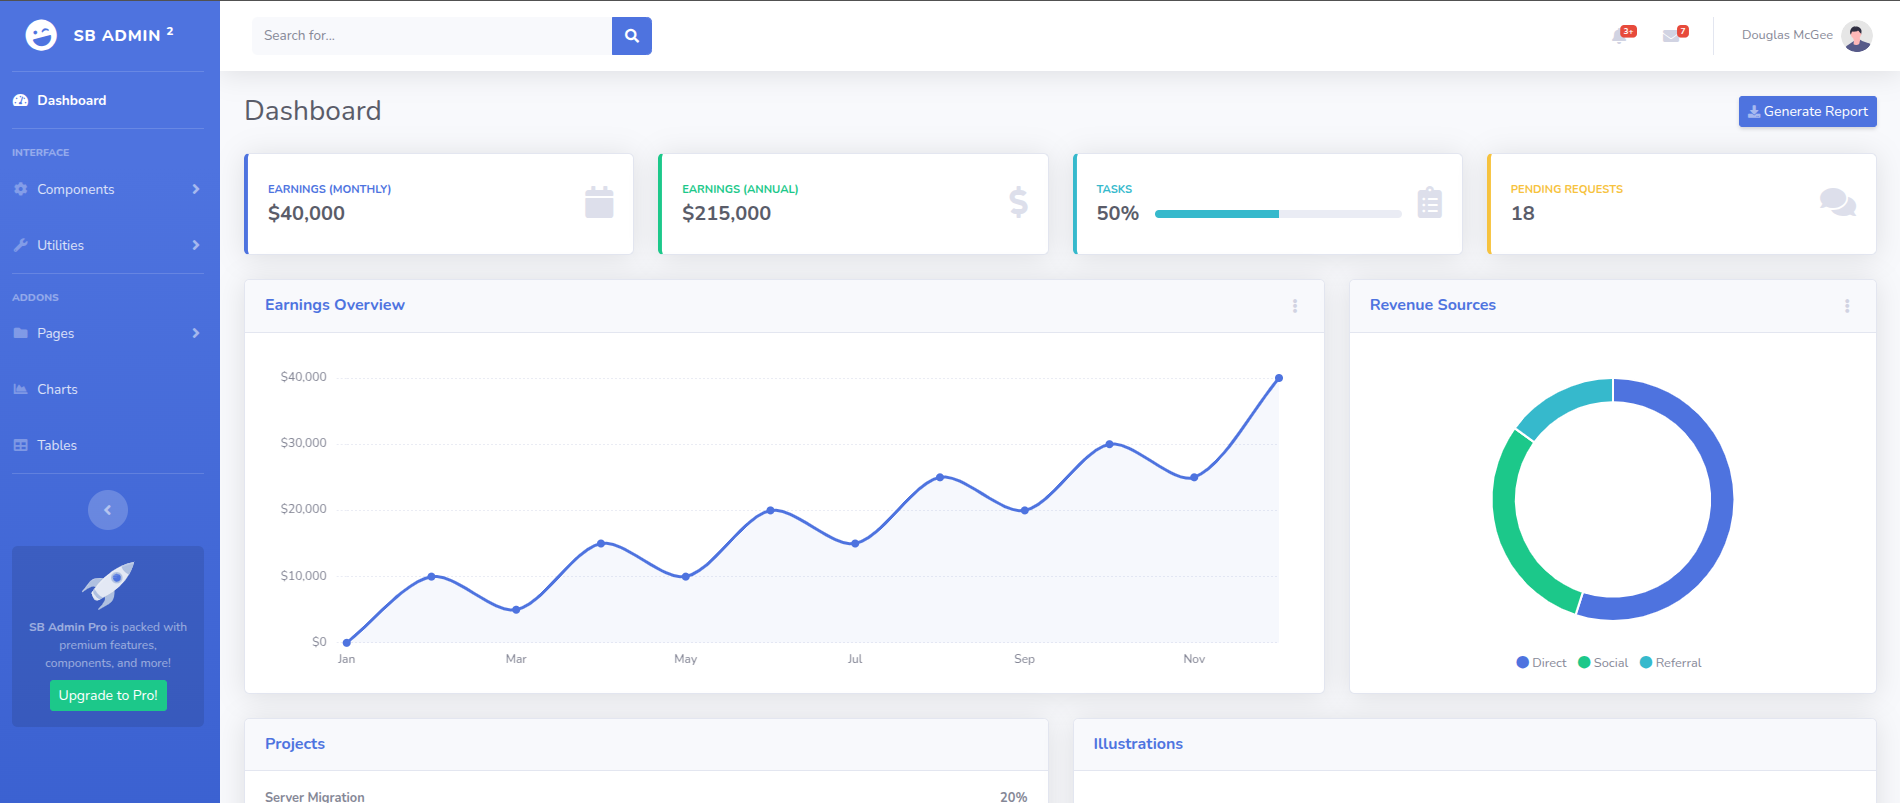 SB ADMIN 2
Dashboard
INTERFACE
Components
Utilities
ADDONS
Pages
Charts
Tables
SB Admin Pro is packed with
premium features,
components, and more!
Upgrade to Pro!
Search for...
3+
7
Douglas McGee
Dashboard
Generate Report
EARNINGS (MONTHLY)
$40,000
EARNINGS (ANNUAL)
$215,000
TASKS
50%
PENDING REQUESTS
18
Earnings Overview
$40,000
$30,000
$20,000
$10,000
$0
Jan Mar May Jul Sep Nov
Revenue Sources
Direct Social Referral
Projects
Server Migration 20%
Illustrations